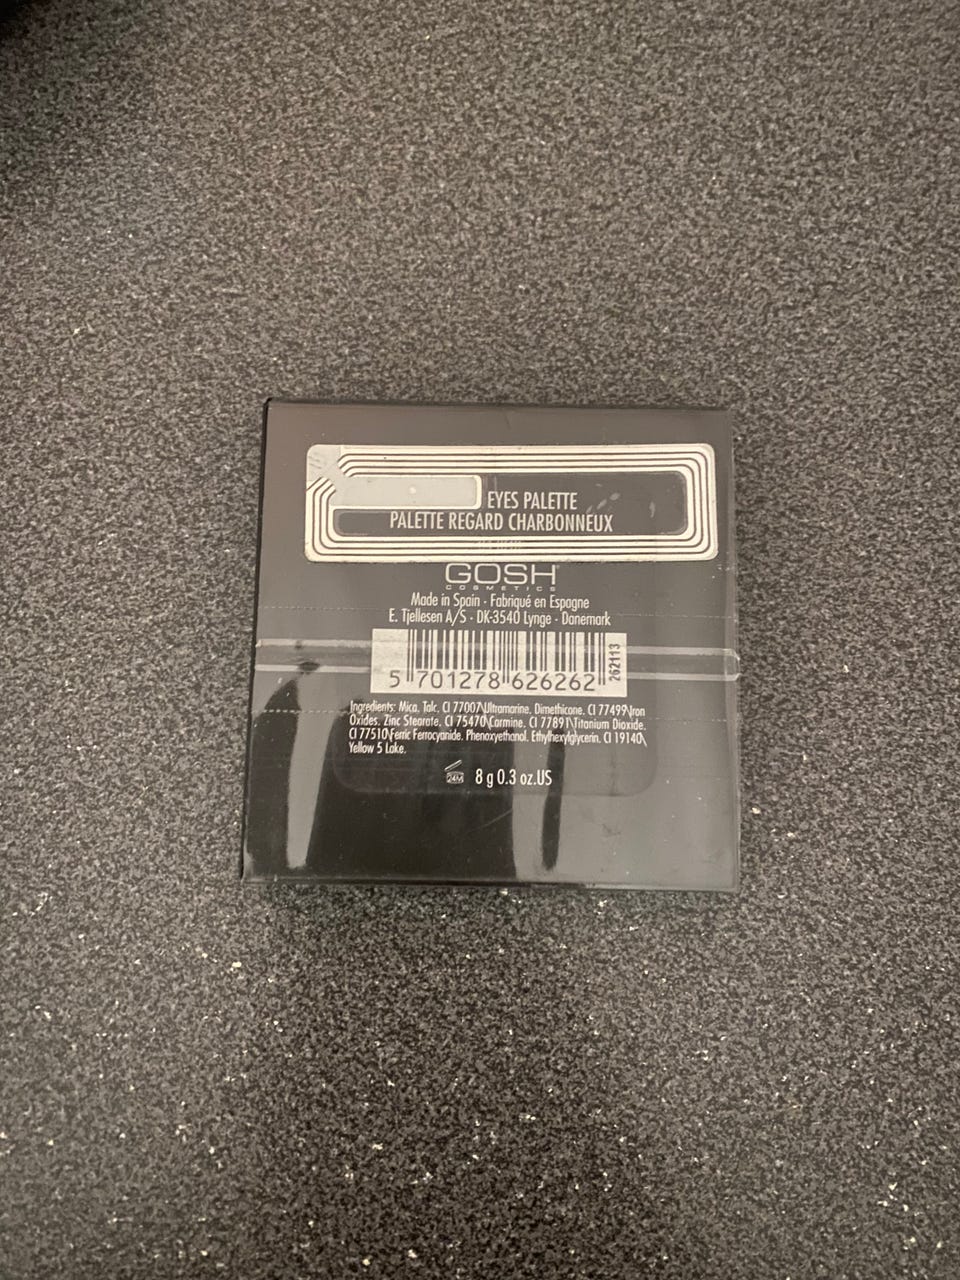 EYES PALETTE
PALETTE REGARD CHARBONNEUX
GOSH
COSMETICS
Made in Spain - Fabriqué en Espagne
E. Tjellesen A/S - DK-3540 Lynge - Danemark
262113
5 701278 626262
Ingredients: Mica. Talc. CI 77007\Ultramarine. Dimethicone. CI 77499\Iron
Oxides. Zinc Stearate. CI 75470\Carmine. CI 77891\Titanium Dioxide.
CI 77510\Ferric Ferrocyanide. Phenoxyethanol. Ethylhexylglycerin. CI 19140\
Yellow 5 Lake.
24M 8 g 0.3 oz.US